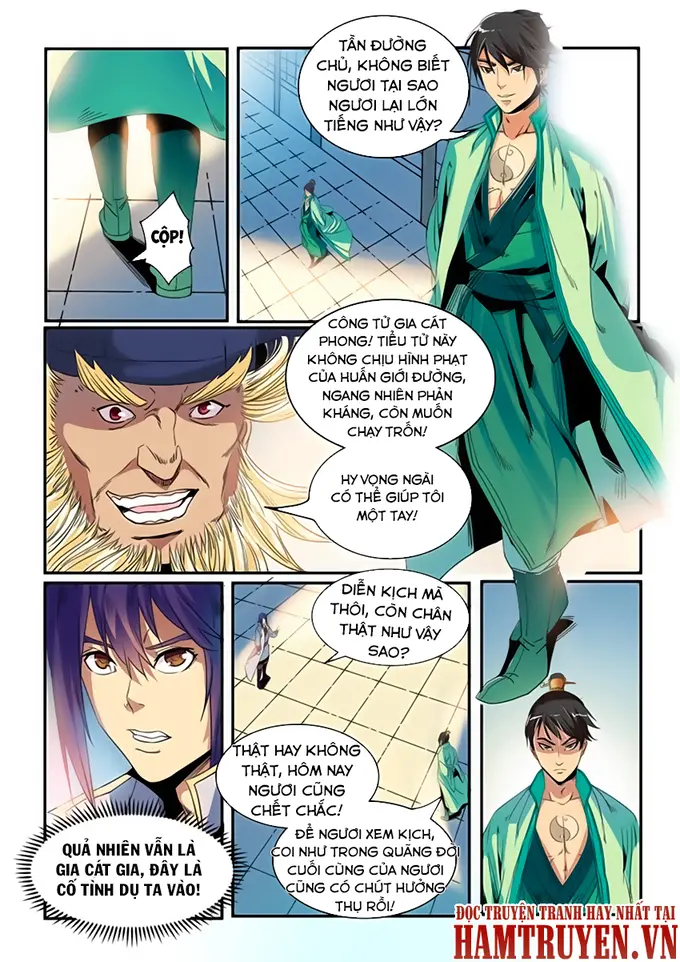 TẦN ĐƯỜNG
CHỦ, KHÔNG BIẾT
NGƯƠI TẠI SAO
NGƯƠI LẠI LỚN
TIẾNG NHƯ VẬY?
CỘP!
CÔNG TỬ GIA CÁT
PHONG! TIỂU TỬ NÀY
KHÔNG CHỊU HÌNH PHẠT
CỦA HUẤN GIỚI ĐƯỜNG,
NGANG NHIÊN PHẢN
KHÁNG, CÒN MUỐN
CHẠY TRỐN!
HY VỌNG NGÀI
CÓ THỂ GIÚP TÔI
MỘT TAY!
DIỄN KỊCH MÀ
THÔI, CÒN CHÂN
THẬT NHƯ VẬY
SAO?
THẬT HAY KHÔNG
THẬT, HÔM NAY
NGƯƠI CŨNG
CHẾT CHẮC!
ĐỂ NGƯƠI XEM KỊCH,
COI NHƯ TRONG QUÃNG ĐỜI
CUỐI CÙNG CỦA NGƯƠI
CŨNG CÓ CHÚT HƯỞNG
THỤ RỒI!
QUẢ NHIÊN VẪN LÀ
GIA CÁT GIA, ĐÂY LÀ
CỐ TÌNH DỤ TA VÀO!
ĐỌC TRUYỆN TRANH HAY NHẤT TẠI
HAMTRUYEN.VN